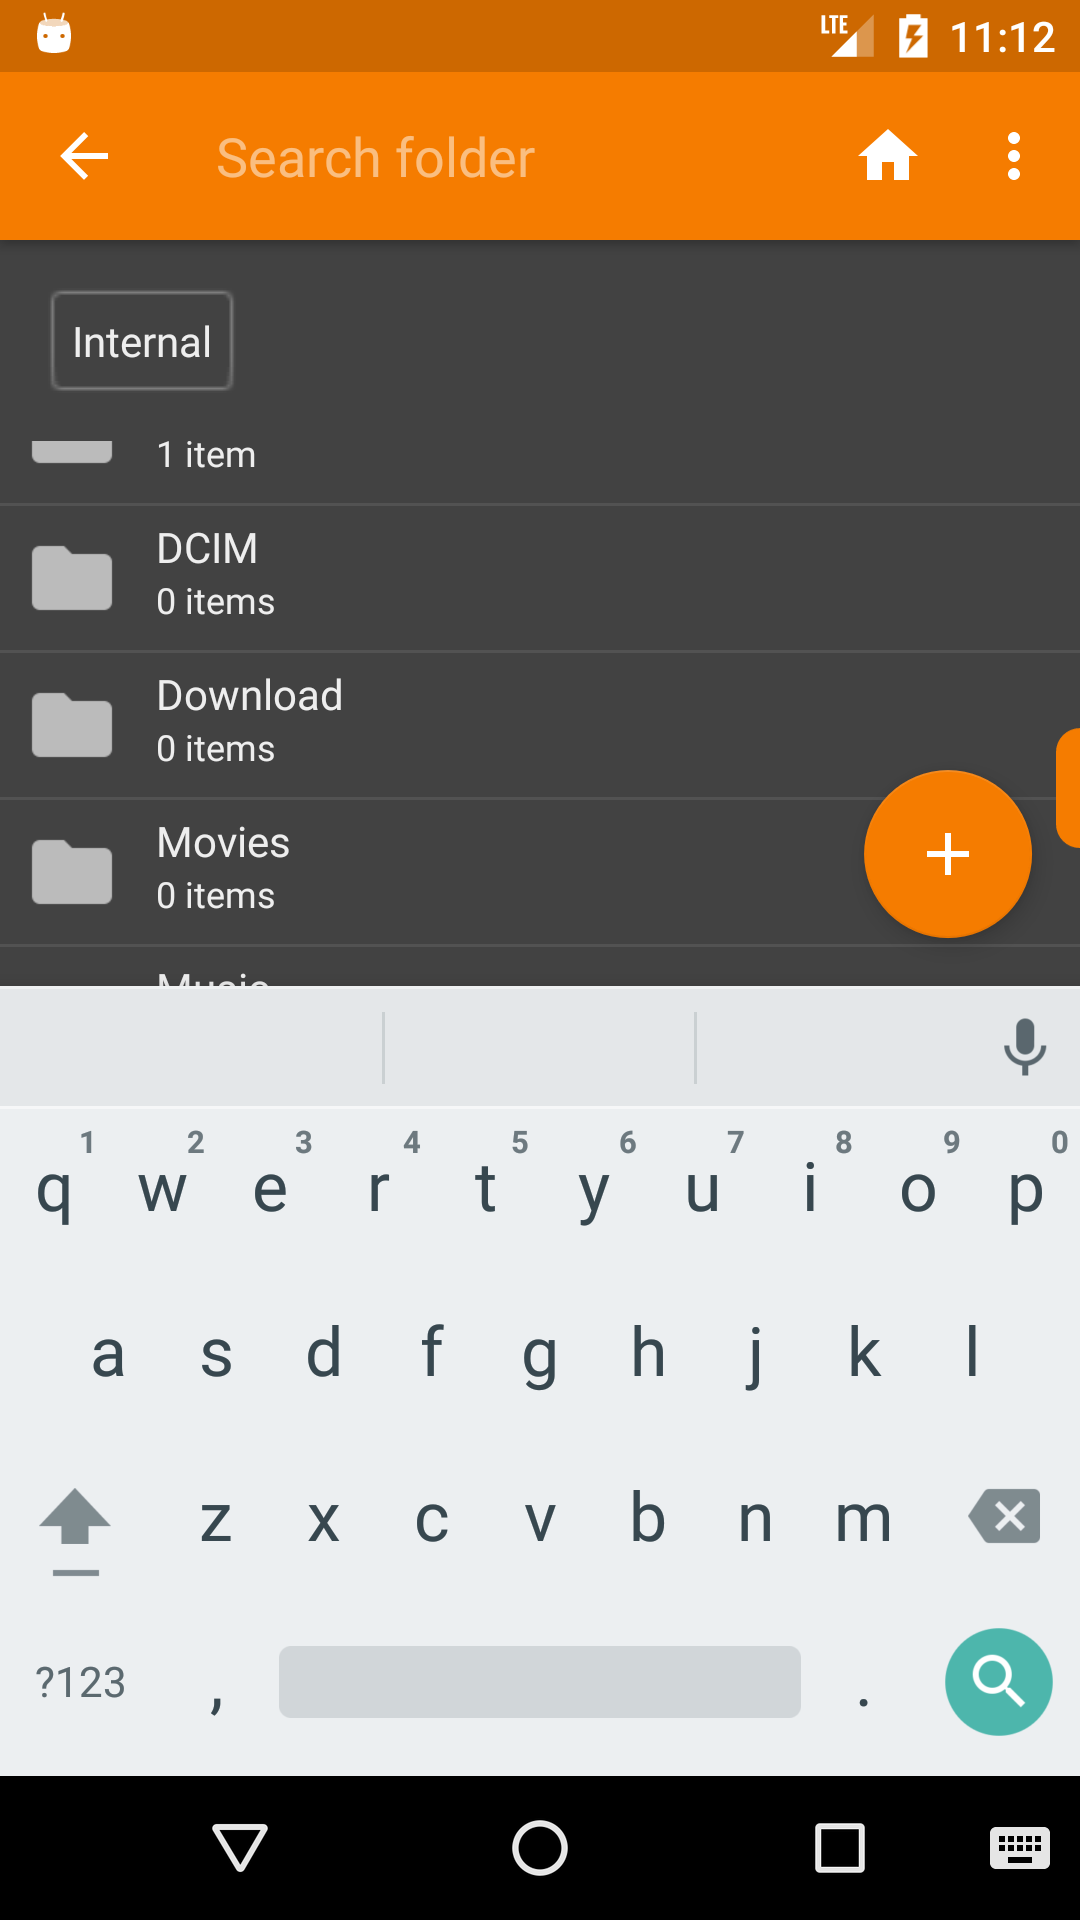 LTE 11:12
Search folder
Internal
1 item
DCIM
0 items
Download
0 items
Movies
0 items
Music
1 2 3 4 5 6 7 8 9 0
q w e r t y u i o p
a s d f g h j k l
z x c v b n m
?123 , .